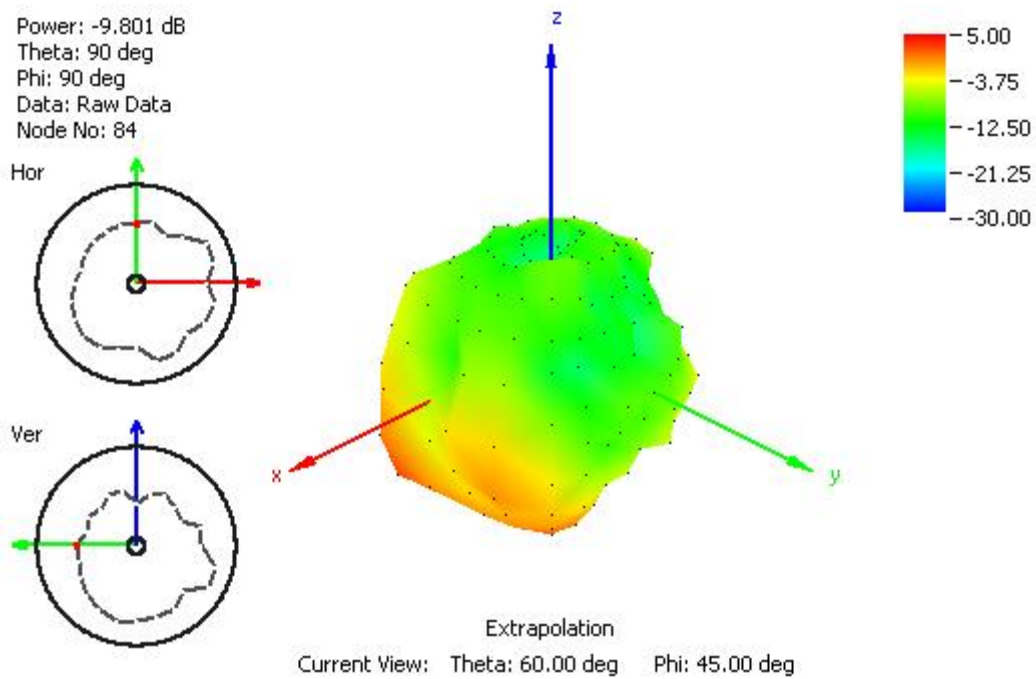 Power: -9.801 dB
Theta: 90 deg
Phi: 90 deg
Data: Raw Data
Node No: 84
Hor
Ver
z
x
y
5.00
-3.75
-12.50
-21.25
-30.00
Extrapolation
Current View: Theta: 60.00 deg Phi: 45.00 deg